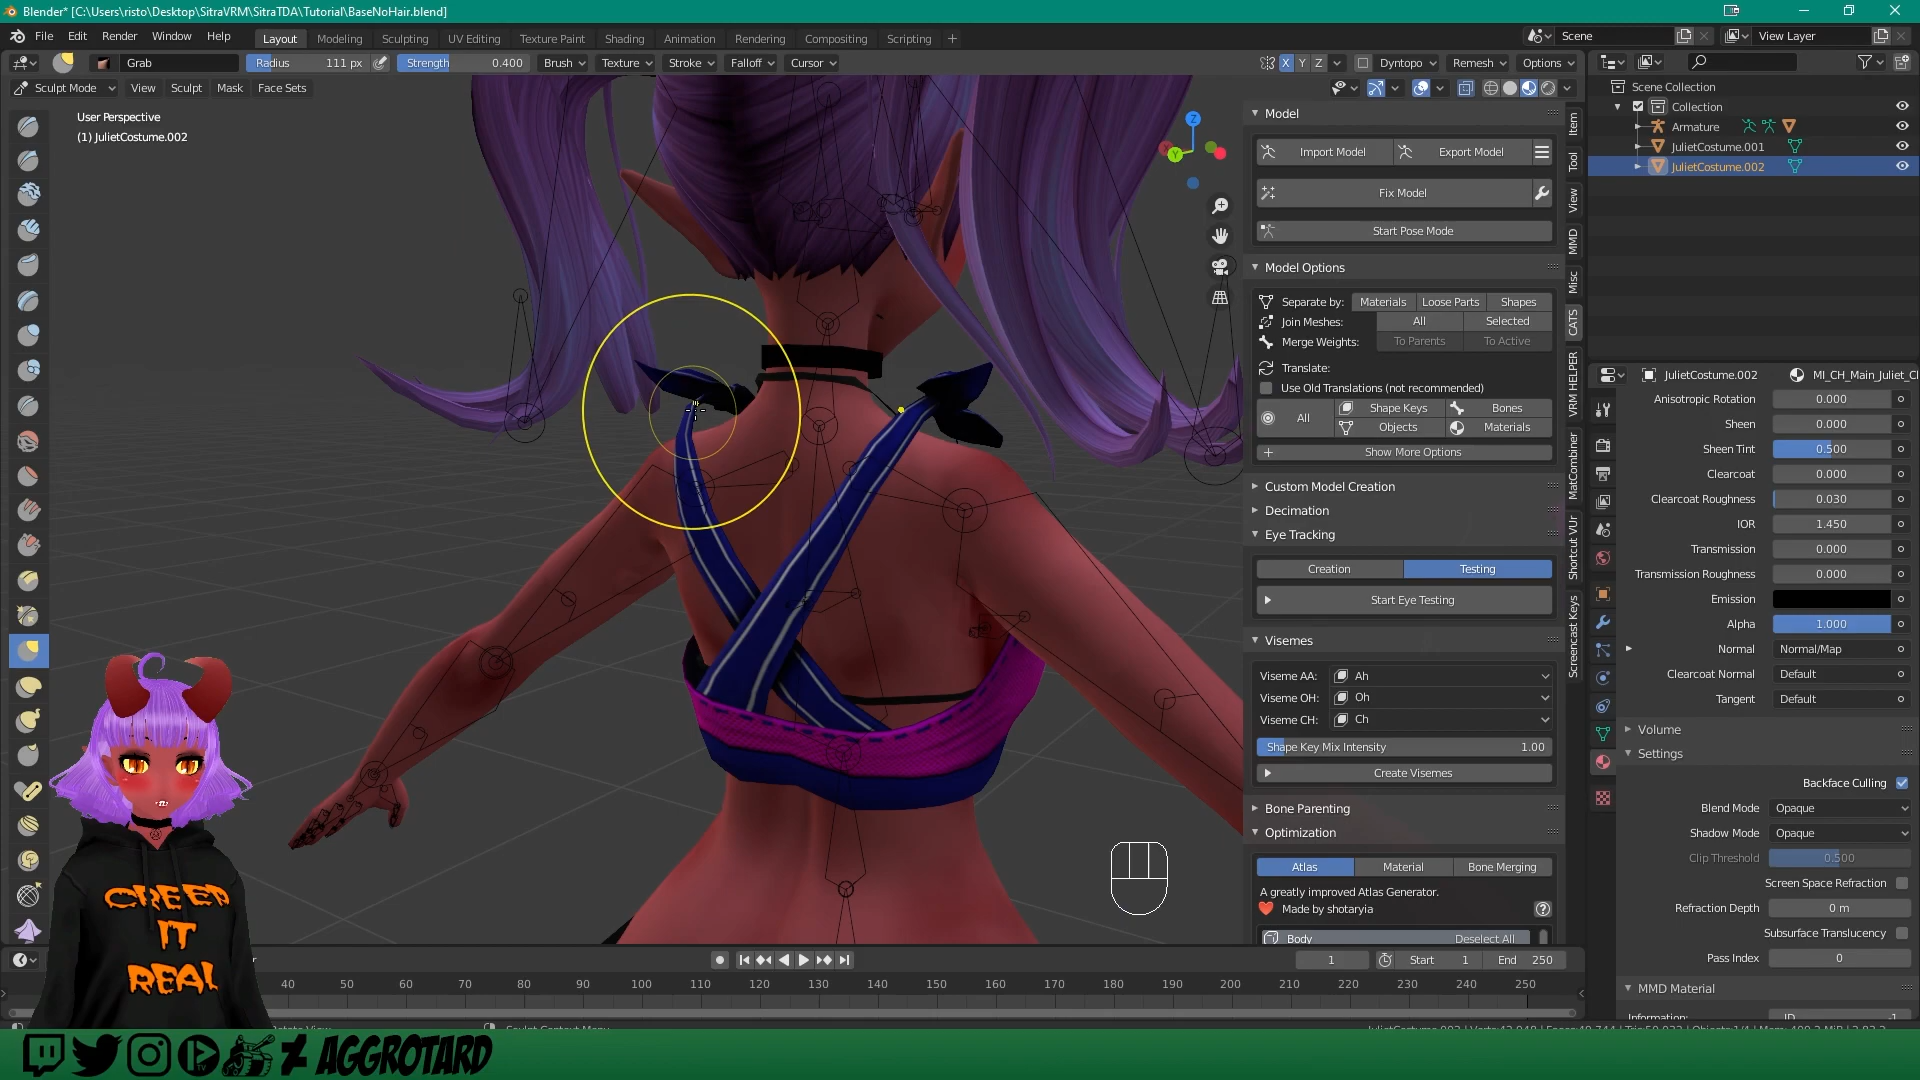 Blender* [C:\Users\risto\Desktop\SitraVRM\SitraTDA\Tutorial\BaseNoHair.blend]
File Edit Render Window Help
Layout Modeling Sculpting UV Editing Texture Paint Shading Animation Rendering Compositing Scripting +
Scene
View Layer
Grab
Radius 111 px
Strength 0.400
Brush Texture Stroke Falloff Cursor
X Y Z
Dyntopo Remesh Options
Sculpt Mode View Sculpt Mask Face Sets
User Perspective
(1) JulietCostume.002
Z
Y
Model
Import Model
Export Model
Fix Model
Start Pose Mode
Model Options
Separate by: Materials Loose Parts Shapes
Join Meshes: All Selected
Merge Weights: To Parents To Active
Translate:
Use Old Translations (not recommended)
All
Shape Keys Bones
Objects Materials
Show More Options
Custom Model Creation
Decimation
Eye Tracking
Creation Testing
Start Eye Testing
Visemes
Viseme AA: Ah
Viseme OH: Oh
Viseme CH: Ch
Shape Key Mix Intensity 1.00
Create Visemes
Bone Parenting
Optimization
Atlas Material Bone Merging
A greatly improved Atlas Generator.
Made by shotaryia
Body Deselect All
Item
Tool
View
MMD
Misc
CATS
VRM HELPER
MatCombiner
Shortcut VUr
Screencast Keys
Scene Collection
Collection
Armature
JulietCostume.001
JulietCostume.002
JulietCostume.002
MI_CH_Main_Juliet_Cl
Anisotropic Rotation 0.000
Sheen 0.000
Sheen Tint 0.500
Clearcoat 0.000
Clearcoat Roughness 0.030
IOR 1.450
Transmission 0.000
Transmission Roughness 0.000
Emission
Alpha 1.000
Normal Normal/Map
Clearcoat Normal Default
Tangent Default
Volume
Settings
Backface Culling
Blend Mode Opaque
Shadow Mode Opaque
Clip Threshold 0.500
Screen Space Refraction
Refraction Depth 0 m
Subsurface Translucency
Pass Index 0
MMD Material
1
Start 1
End 250
40 50 60 70 80 90 100 110 120 130 140 150 160 170 180 190 200 210 220 230 240 250
CREEP
IT
REAL
AGGROTARD